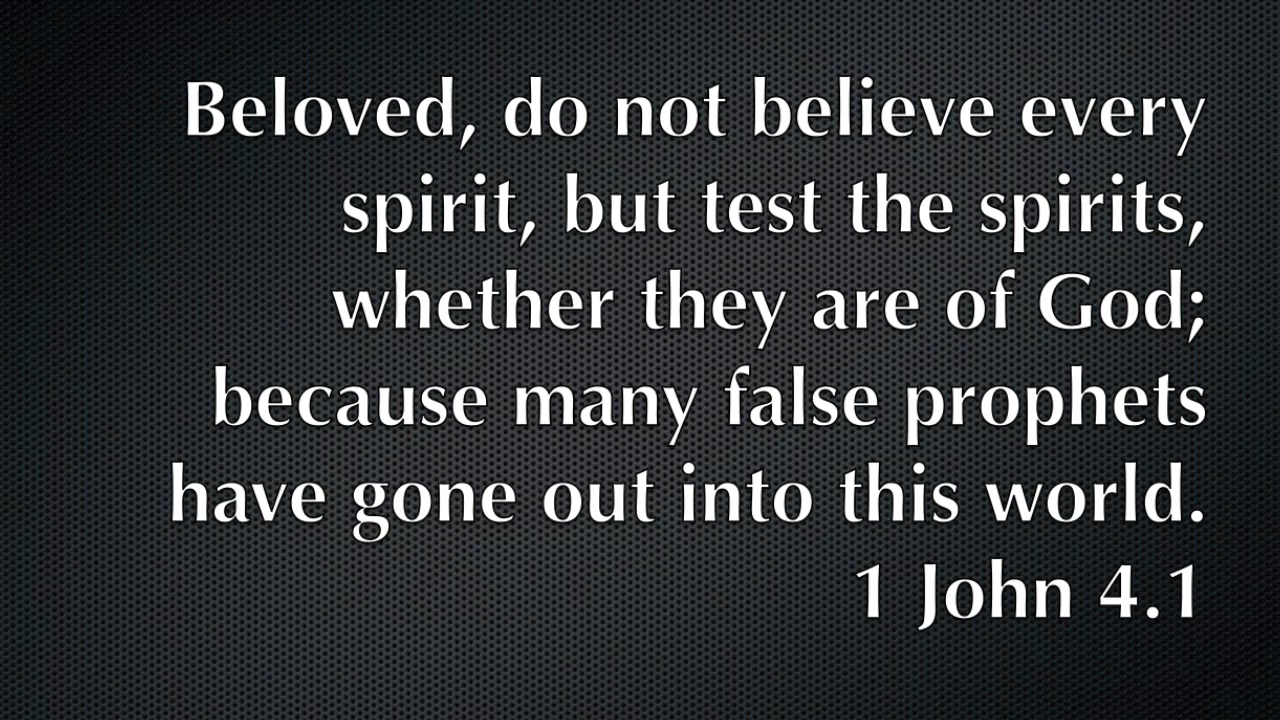 Beloved, do not believe every
spirit, but test the spirits,
whether they are of God;
because many false prophets
have gone out into this world.
1 John 4.1